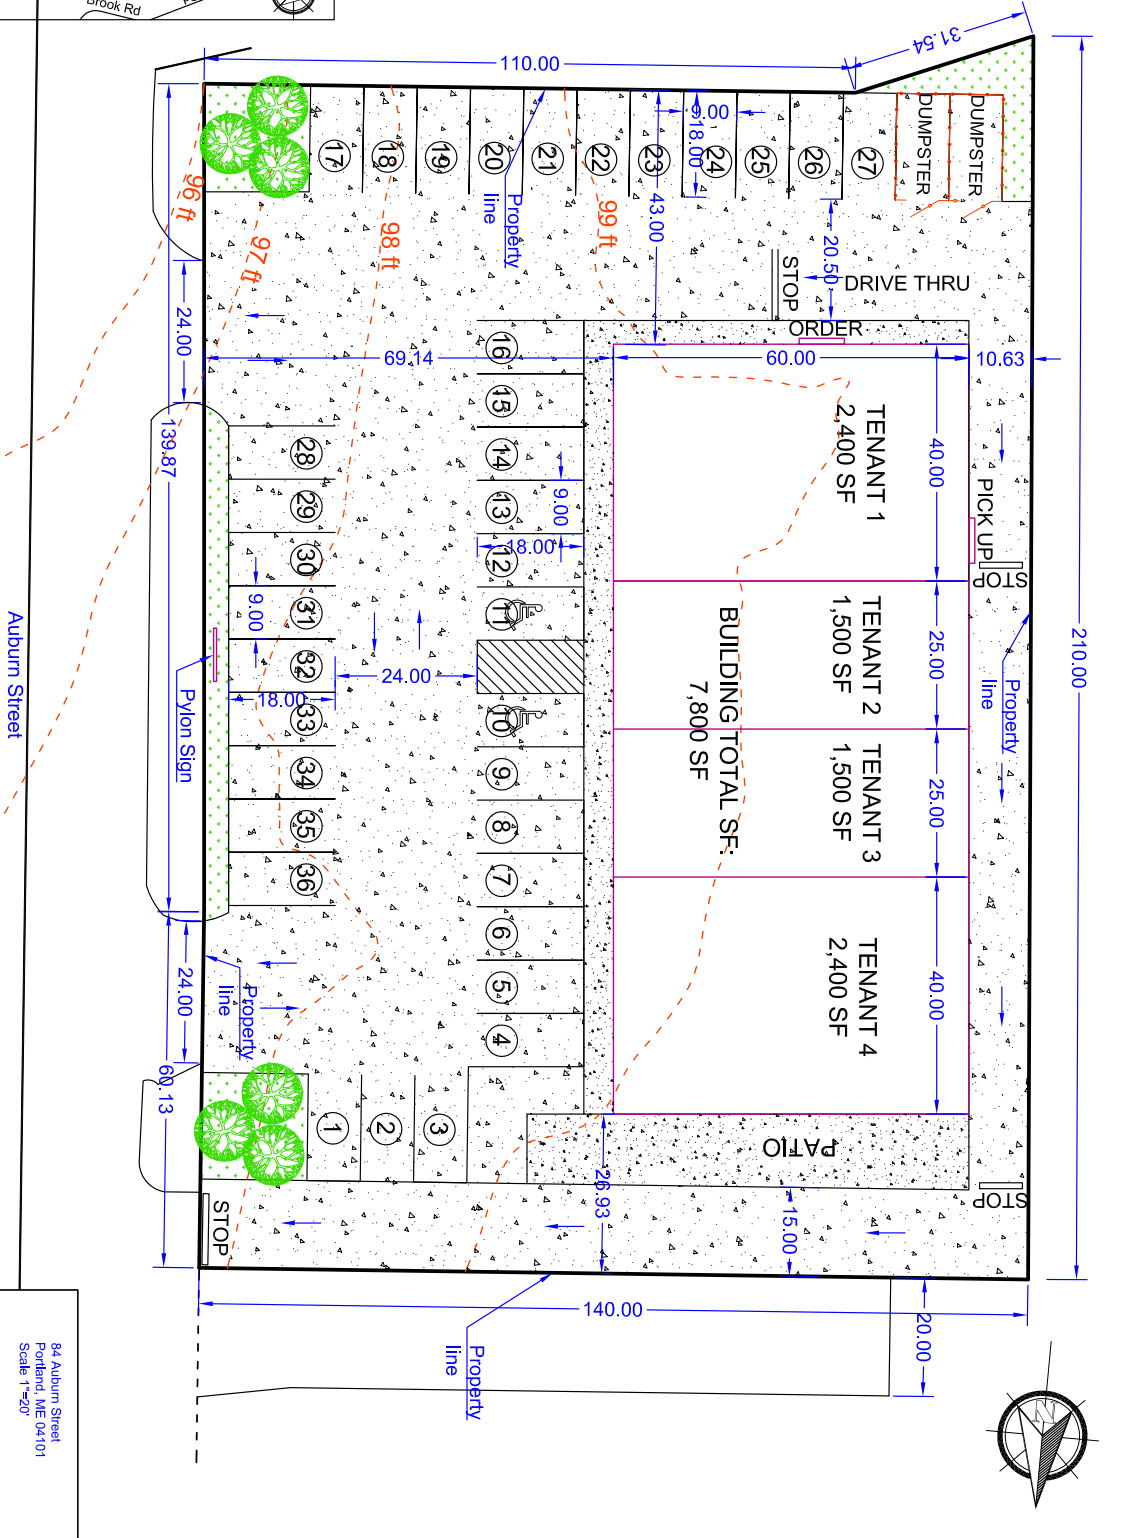 Brook Rd
31.54
110.00
210.00
DUMPSTER
DUMPSTER
9.00
18.00
17
18
19
20
21
22
23
24
25
26
27
96 ft
97 ft
98 ft
99 ft
Property
line
43.00
20.50
STOP
DRIVE THRU
ORDER
24.00
69.14
60.00
10.63
139.87
16
15
14
13
12
11
10
9
8
7
6
5
4
9.00
18.00
28
29
30
31
32
33
34
35
36
9.00
18.00
24.00
TENANT 1
2,400 SF
40.00
PICK UP
STOP
TENANT 2
1,500 SF
25.00
TENANT 3
1,500 SF
25.00
TENANT 4
2,400 SF
40.00
BUILDING TOTAL SF:
7,800 SF
Property
line
Auburn Street
Pylon Sign
Property
line
24.00
60.13
1
2
3
PATIO
STOP
26.93
15.00
STOP
140.00
20.00
Property
line
N
84 Auburn Street
Portland, ME 04101
Scale 1"=20'